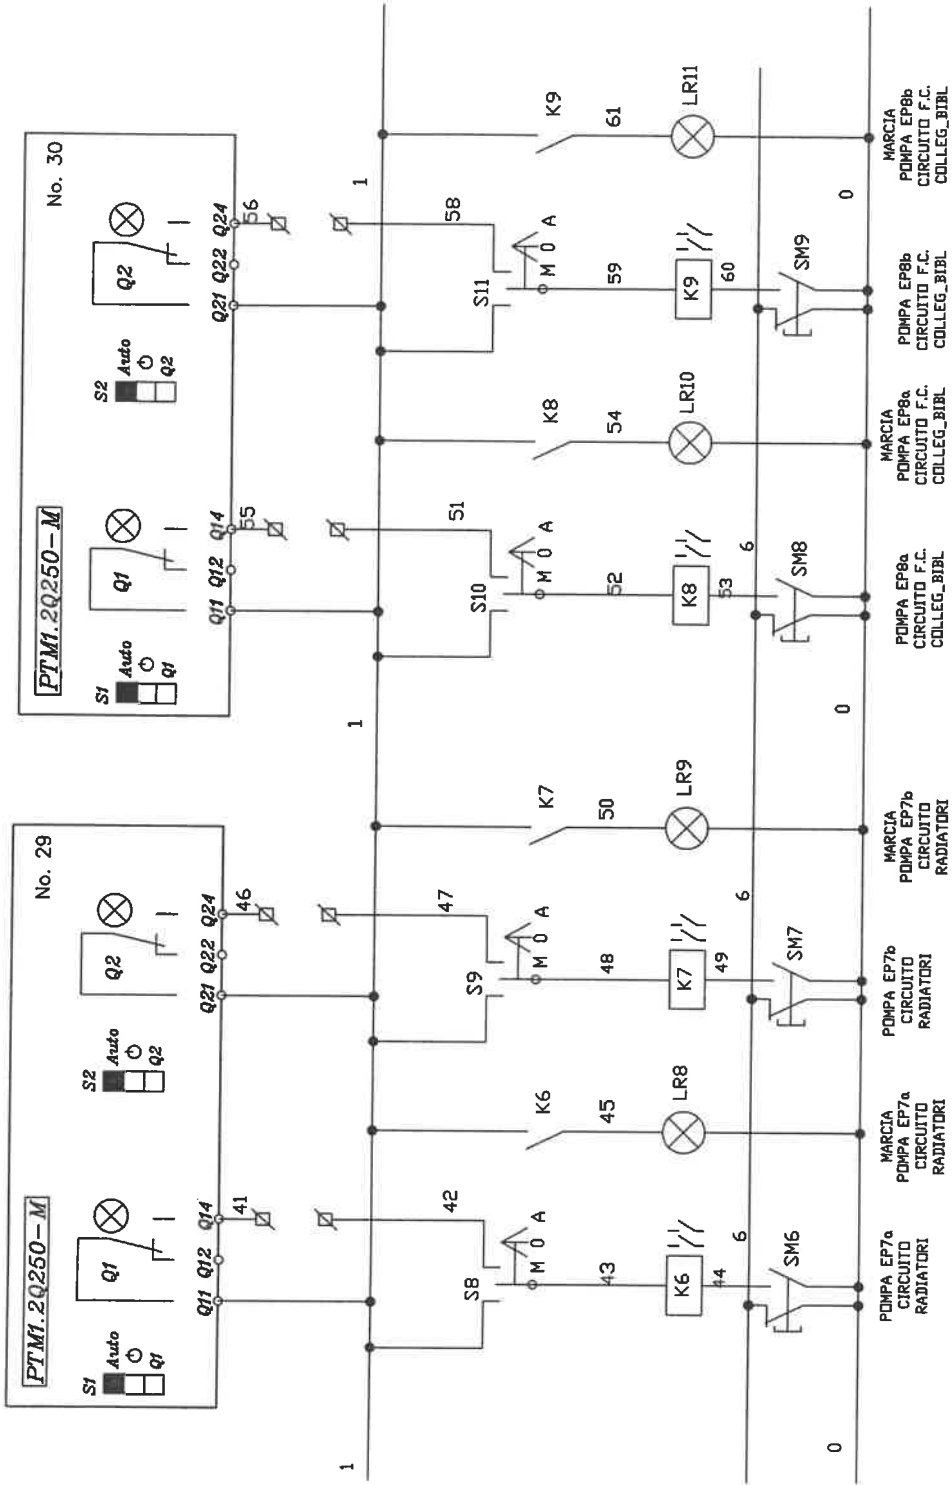 PTM1.2Q250-M
No. 29
S1
Auto
Q1
Q1
S2
Auto
Q2
Q2
Q11
Q12
Q14
Q21
Q22
Q24
41
46
PTM1.2Q250-M
No. 30
S1
Auto
Q1
Q1
S2
Auto
Q2
Q2
Q11
Q12
Q14
Q21
Q22
Q24
55
56
1
1
1
42
47
51
58
S8
M 0 A
K6
S9
M 0 A
K7
S10
M 0 A
K8
S11
M 0 A
K9
43
45
48
50
52
54
59
61
K6
LR8
K7
LR9
K8
LR10
K9
LR11
44
49
53
60
6
6
6
SM6
SM7
SM8
SM9
0
0
0
POMPA EP7a
CIRCUITO
RADIATORI
MARCIA
POMPA EP7a
CIRCUITO
RADIATORI
POMPA EP7b
CIRCUITO
RADIATORI
MARCIA
POMPA EP7b
CIRCUITO
RADIATORI
POMPA EP8a
CIRCUITO F.C.
COLLEG_BIBL
MARCIA
POMPA EP8a
CIRCUITO F.C.
COLLEG_BIBL
POMPA EP8b
CIRCUITO F.C.
COLLEG_BIBL
MARCIA
POMPA EP8b
CIRCUITO F.C.
COLLEG_BIBL